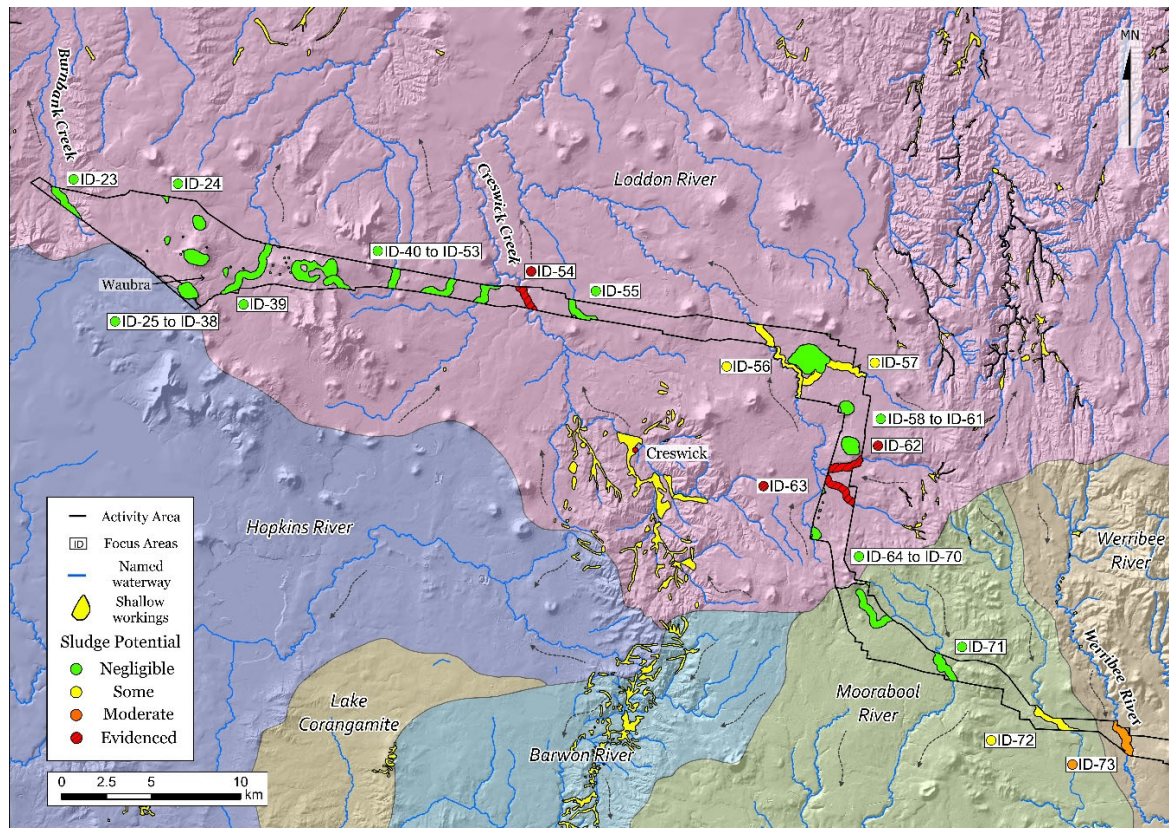 MN
Burnbank Creek
ID-23
ID-24
Creswick Creek
Loddon River
ID-40 to ID-53
ID-54
Waubra
ID-55
ID-39
ID-25 to ID-38
ID-56
ID-57
ID-58 to ID-61
ID-62
Creswick
ID-63
Hopkins River
Activity Area
ID
Focus Areas
Named
waterway
Shallow
workings
Sludge Potential
Negligible
Some
Moderate
Evidenced
0
5
10
km
ID-64 to ID-70
Werribee
River
Werribee River
ID-71
Lake
Corangamite
Moorabool
River
Barwon River
ID-72
ID-73